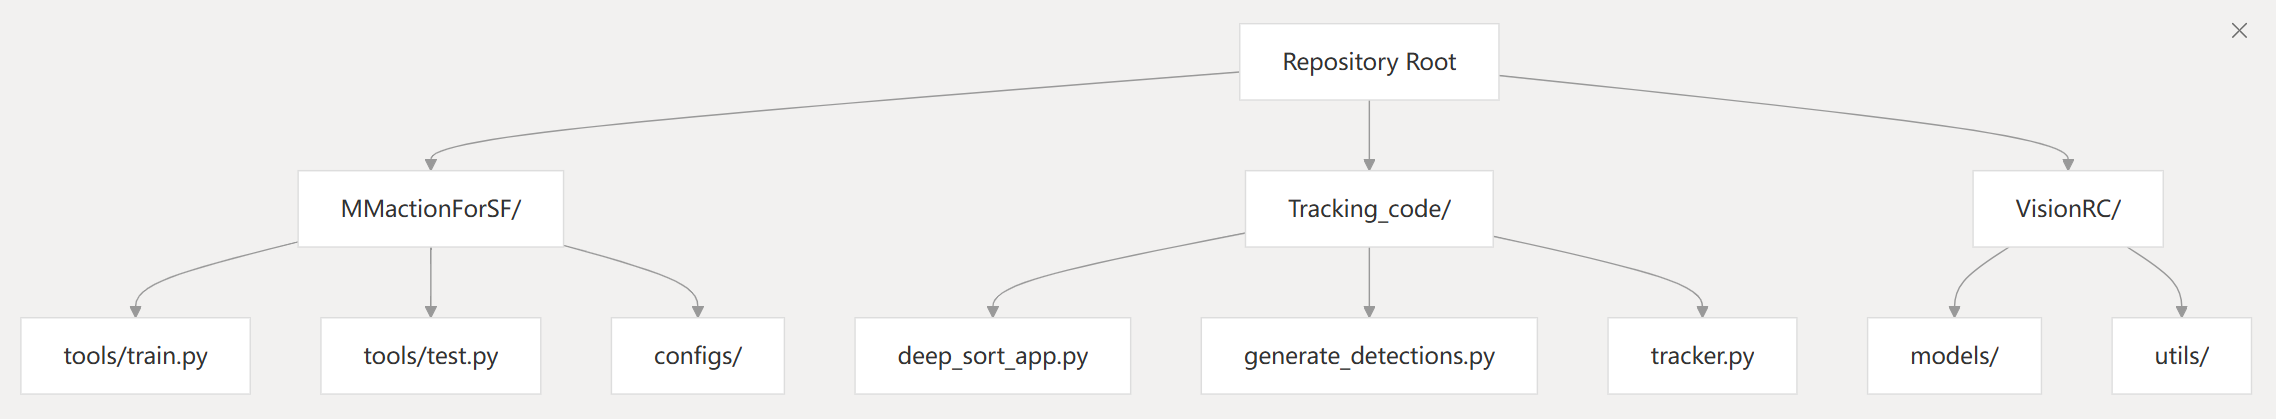 Repository Root
MMactionForSF/
Tracking_code/
VisionRC/
tools/train.py
tools/test.py
configs/
deep_sort_app.py
generate_detections.py
tracker.py
models/
utils/